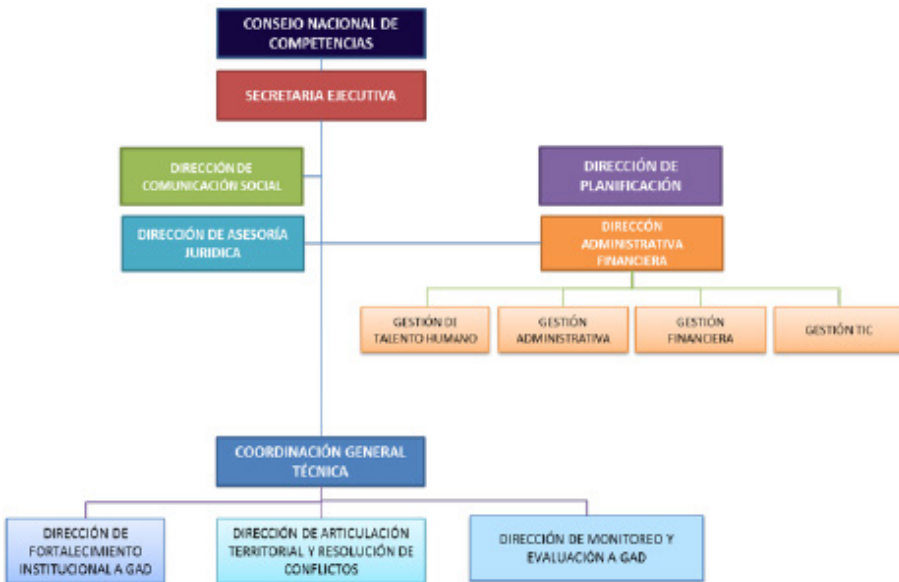 CONSEJO NACIONAL DE
COMPETENCIAS
SECRETARIA EJECUTIVA
DIRECCIÓN DE
COMUNICACIÓN SOCIAL
DIRECCIÓN DE
PLANIFICACIÓN
DIRECCIÓN DE ASESORÍA
JURIDICA
DIRECCÓN
ADMINISTRATIVA
FINANCIERA
GESTIÓN DE
TALENTO HUMANO
GESTIÓN
ADMINISTRATIVA
GESTIÓN
FINANCIERA
GESTIÓN TIC
COORDINACIÓN GENERAL
TÉCNICA
DIRECCIÓN DE
FORTALECIMIENTO
INSTITUCIONAL A GAD
DIRECCIÓN DE ARTICULACIÓN
TERRITORIAL Y RESOLUCIÓN DE
CONFLICTOS
DIRECCIÓN DE MONITOREO Y
EVALUACIÓN A GAD